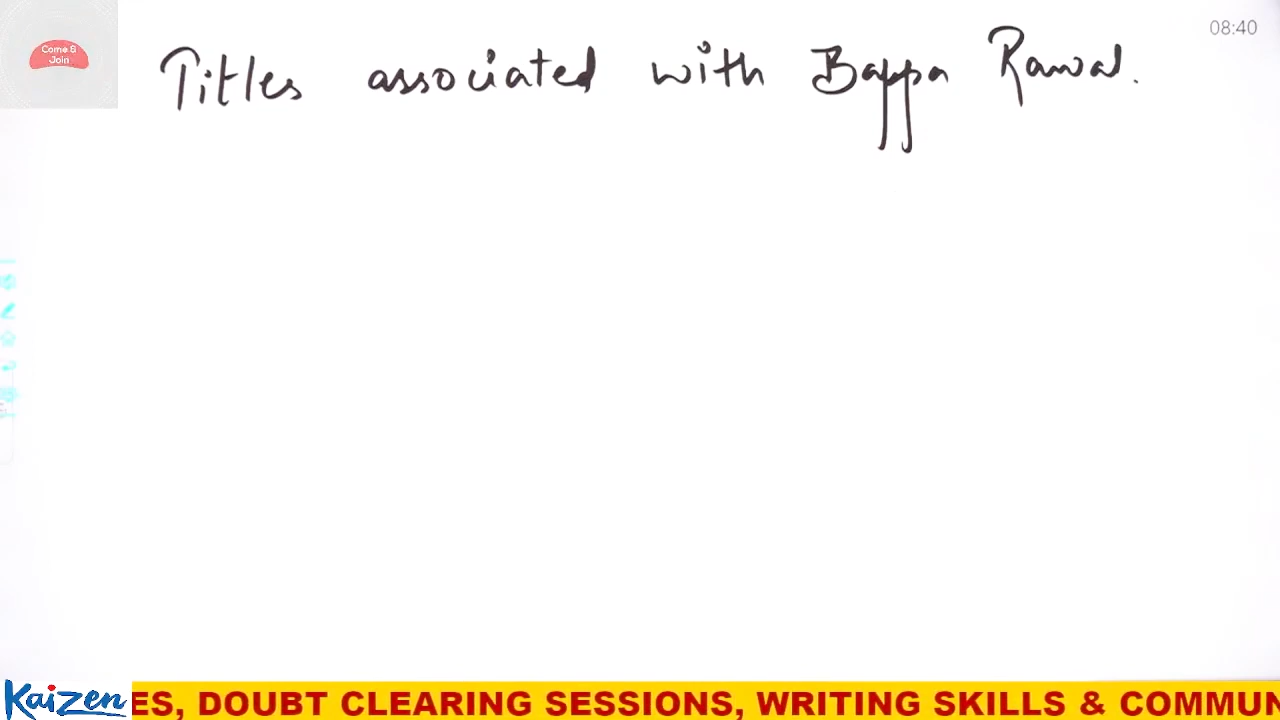 Come &
Join
08:40
Titles associated with Bappa Rawal.
Kaizen
ES, DOUBT CLEARING SESSIONS, WRITING SKILLS & COMMUN